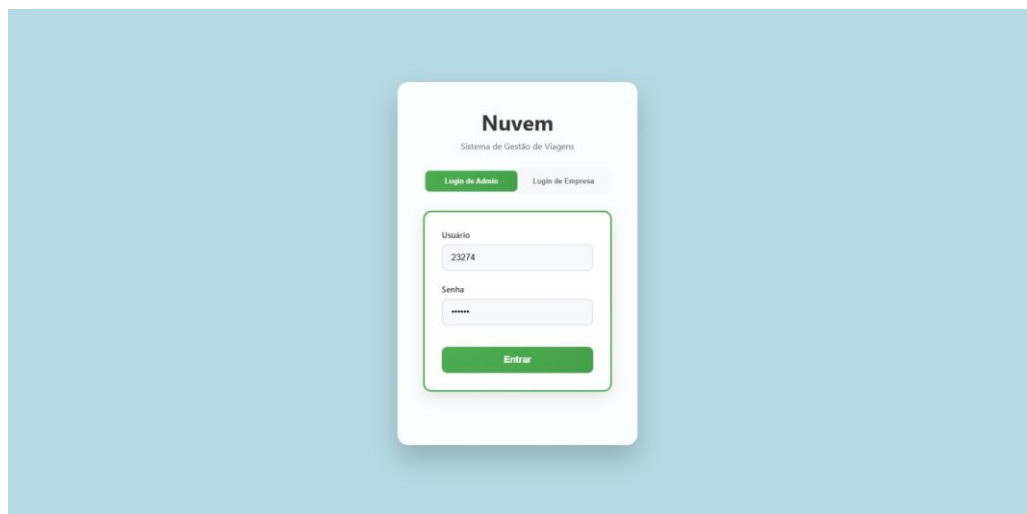 Nuvem
Sistema de Gestão de Viagens
Login de Admin Login de Empresa
Usuário
23274
Senha
••••••
Entrar